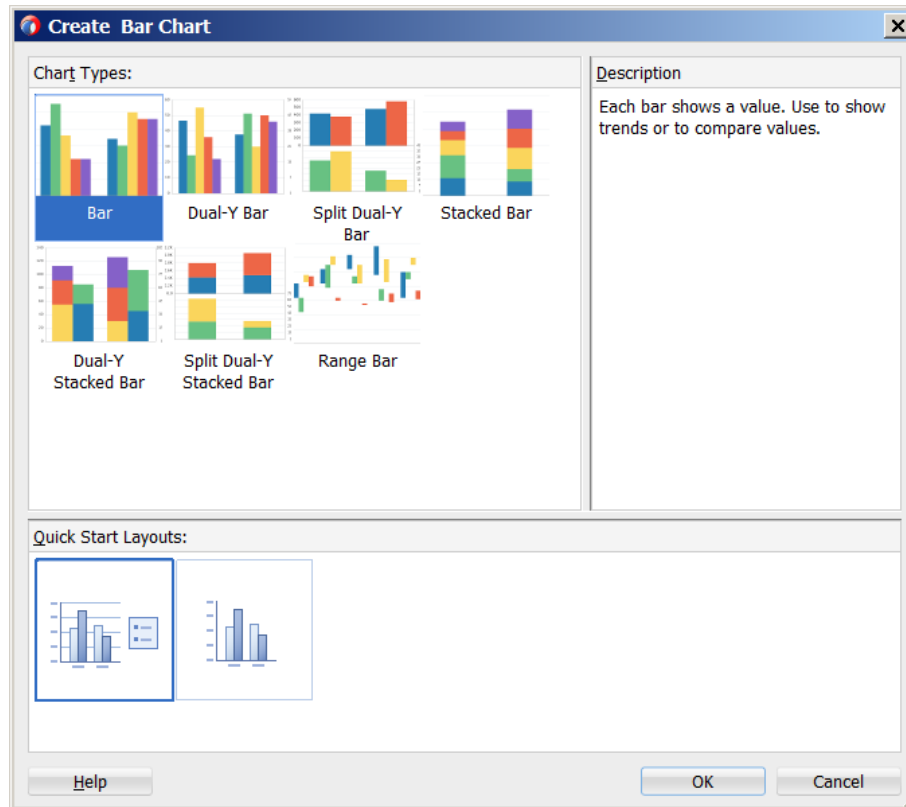 Create Bar Chart
Chart Types:
Description
Each bar shows a value. Use to show
trends or to compare values.
Bar
Dual-Y Bar
Split Dual-Y
Bar
Stacked Bar
Dual-Y
Stacked Bar
Split Dual-Y
Stacked Bar
Range Bar
Quick Start Layouts:
Help
OK
Cancel